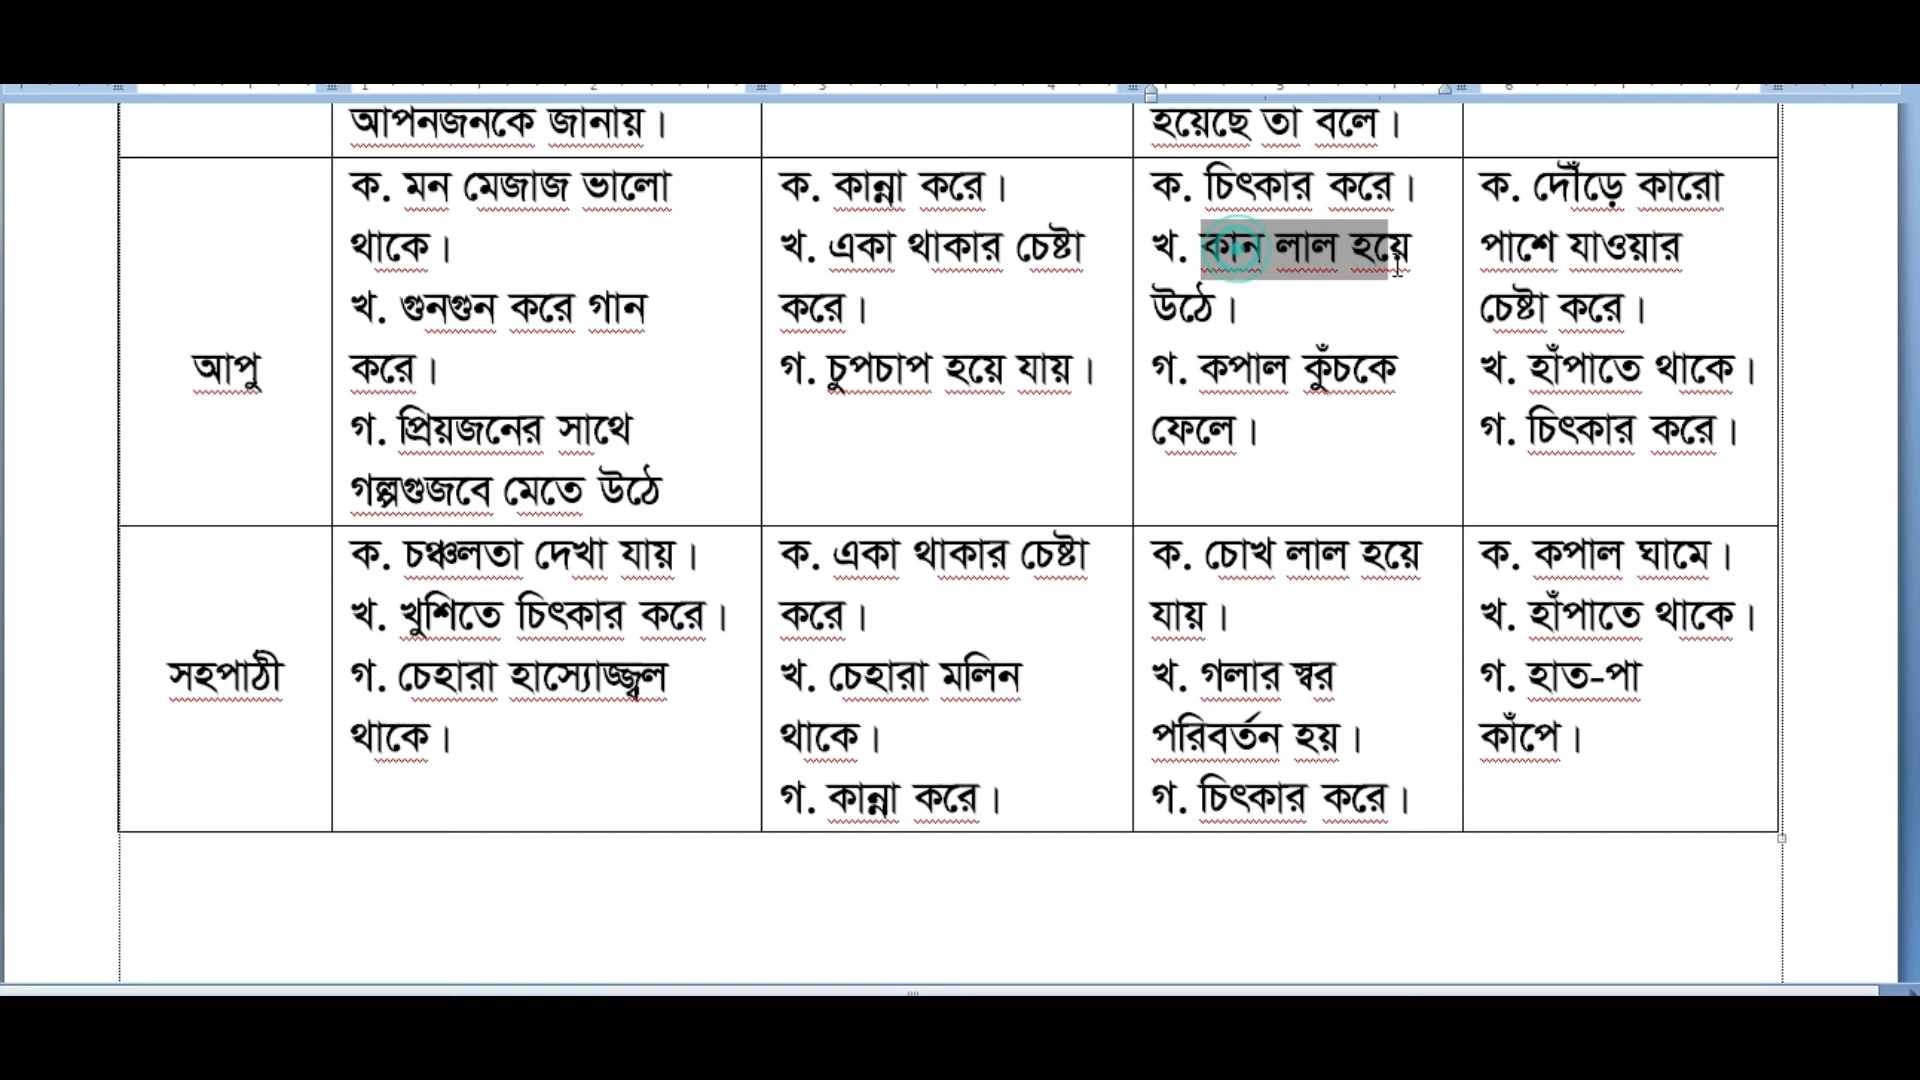 আপনজনকে জানায়।
হয়েছে তা বলে।
আপু
ক. মন মেজাজ ভালো
থাকে।
খ. গুনগুন করে গান
করে।
গ. প্রিয়জনের সাথে
গল্পগুজবে মেতে উঠে
ক. কান্না করে।
খ. একা থাকার চেষ্টা
করে।
গ. চুপচাপ হয়ে যায়।
ক. চিৎকার করে।
খ. কান লাল হয়ে
উঠে।
গ. কপাল কুঁচকে
ফেলে।
ক. দৌঁড়ে কারো
পাশে যাওয়ার
চেষ্টা করে।
খ. হাঁপাতে থাকে।
গ. চিৎকার করে।
সহপাঠী
ক. চঞ্চলতা দেখা যায়।
খ. খুশিতে চিৎকার করে।
গ. চেহারা হাস্যোজ্জ্বল
থাকে।
ক. একা থাকার চেষ্টা
করে।
খ. চেহারা মলিন
থাকে।
গ. কান্না করে।
ক. চোখ লাল হয়ে
যায়।
খ. গলার স্বর
পরিবর্তন হয়।
গ. চিৎকার করে।
ক. কপাল ঘামে।
খ. হাঁপাতে থাকে।
গ. হাত-পা
কাঁপে।